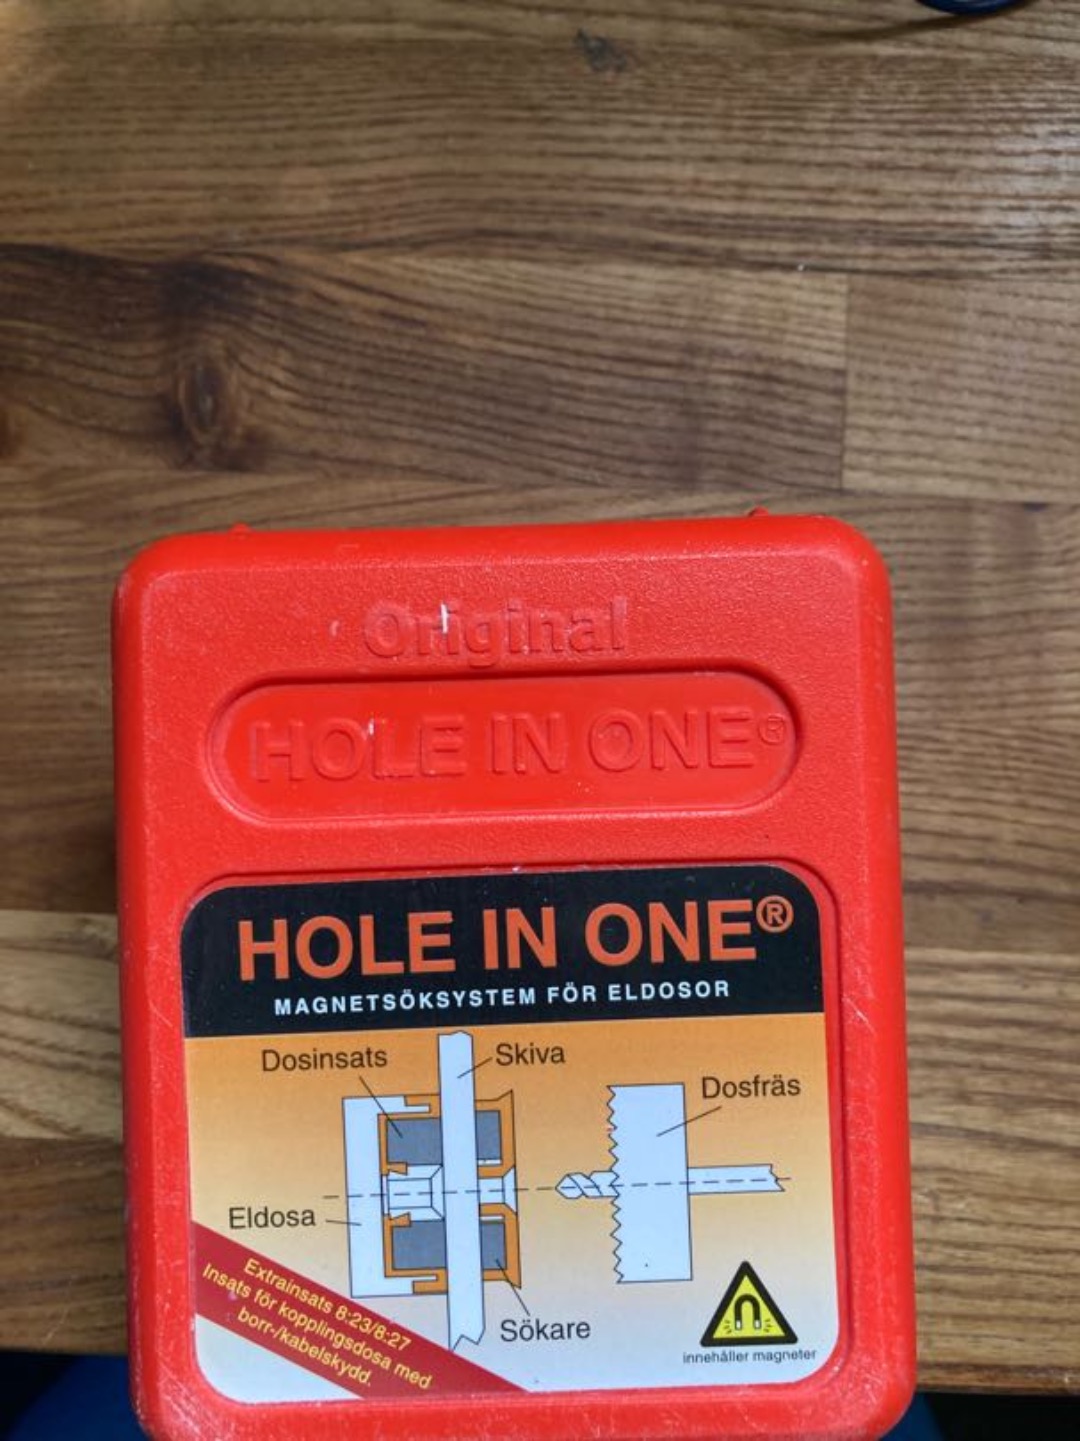 Original
HOLE IN ONE®
HOLE IN ONE®
MAGNETSÖKSYSTEM FÖR ELDOSOR
Dosinsats
Skiva
Dosfräs
Eldosa
Sökare
Extrainsats 8:23/8:27
Insats för kopplingsdosa med
borr-/kabelskydd.
innehåller magneter